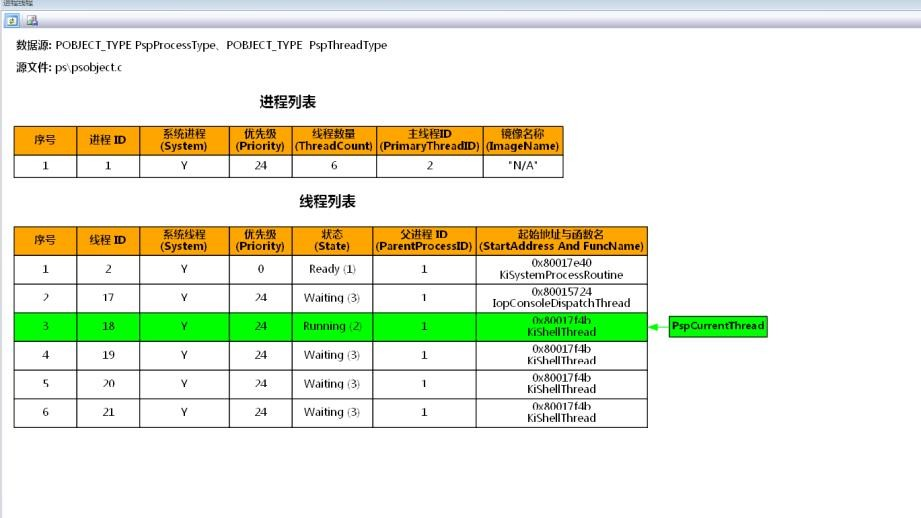 进程线程
数据源: POBJECT_TYPE PspProcessType、POBJECT_TYPE PspThreadType
源文件: ps\psobject.c
进程列表
序号 进程 ID 系统进程 (System) 优先级 (Priority) 线程数量 (ThreadCount) 主线程ID (PrimaryThreadID) 镜像名称 (ImageName)
1 1 Y 24 6 2 "N/A"
线程列表
序号 线程 ID 系统线程 (System) 优先级 (Priority) 状态 (State) 父进程 ID (ParentProcessID) 起始地址与函数名 (StartAddress And FuncName)
1 2 Y 0 Ready (1) 1 0x80017e40 KiSystemProcessRoutine
2 17 Y 24 Waiting (3) 1 0x80015724 IopConsoleDispatchThread
3 18 Y 24 Running (2) 1 0x80017f4b KiShellThread PspCurrentThread
4 19 Y 24 Waiting (3) 1 0x80017f4b KiShellThread
5 20 Y 24 Waiting (3) 1 0x80017f4b KiShellThread
6 21 Y 24 Waiting (3) 1 0x80017f4b KiShellThread